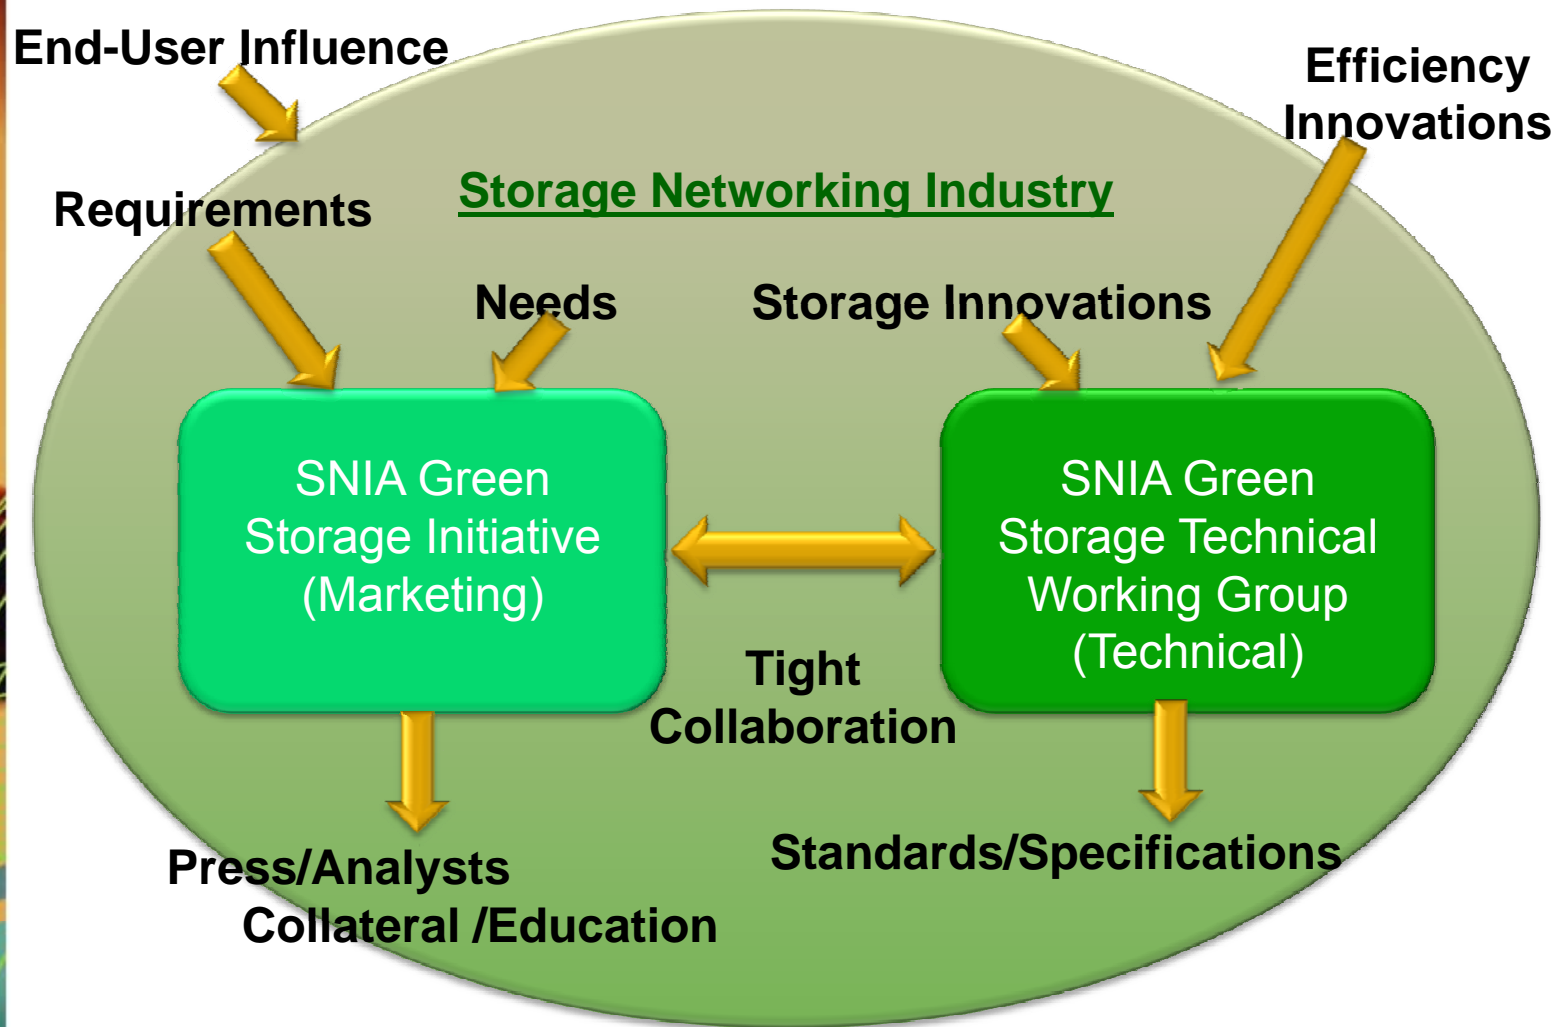 End-User Influence
Efficiency
Innovations
Storage Networking Industry
Requirements
Needs
Storage Innovations
SNIA Green
Storage Initiative
(Marketing)
SNIA Green
Storage Technical
Working Group
(Technical)
Tight
Collaboration
Press/Analysts
Collateral /Education
Standards/Specifications